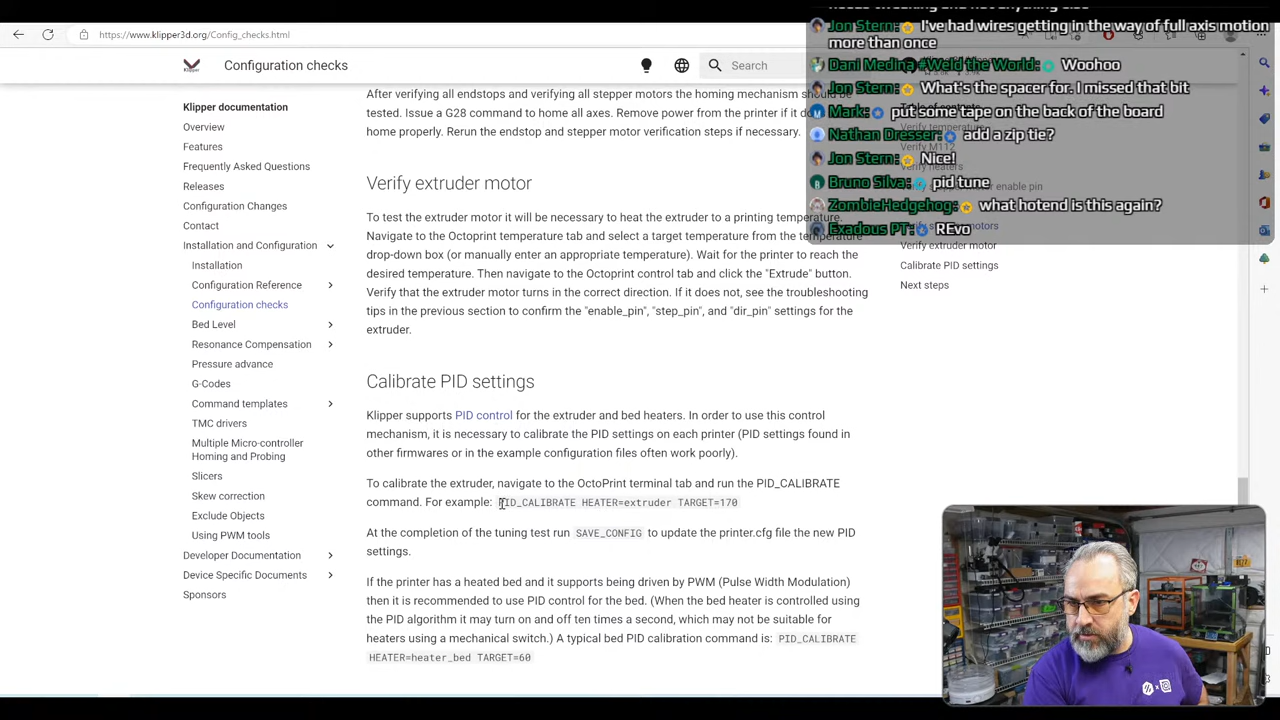 https://www.klipper3d.org/Config_checks.html
Configuration checks
Search
Klipper documentation
Overview
Features
Frequently Asked Questions
Releases
Configuration Changes
Contact
Installation and Configuration
Installation
Configuration Reference
Configuration checks
Bed Level
Resonance Compensation
Pressure advance
G-Codes
Command templates
TMC drivers
Multiple Micro-controller
Homing and Probing
Slicers
Skew correction
Exclude Objects
Using PWM tools
Developer Documentation
Device Specific Documents
Sponsors
After verifying all endstops and verifying all stepper motors the homing mechanism should be
tested. Issue a G28 command to home all axes. Remove power from the printer if it does not
home properly. Rerun the endstop and stepper motor verification steps if necessary.
Verify extruder motor
To test the extruder motor it will be necessary to heat the extruder to a printing temperature.
Navigate to the Octoprint temperature tab and select a target temperature from the temperature
drop-down box (or manually enter an appropriate temperature). Wait for the printer to reach the
desired temperature. Then navigate to the Octoprint control tab and click the "Extrude" button.
Verify that the extruder motor turns in the correct direction. If it does not, see the troubleshooting
tips in the previous section to confirm the "enable_pin", "step_pin", and "dir_pin" settings for the
extruder.
Calibrate PID settings
Klipper supports PID control for the extruder and bed heaters. In order to use this control
mechanism, it is necessary to calibrate the PID settings on each printer (PID settings found in
other firmwares or in the example configuration files often work poorly).
To calibrate the extruder, navigate to the OctoPrint terminal tab and run the PID_CALIBRATE
command. For example: PID_CALIBRATE HEATER=extruder TARGET=170
At the completion of the tuning test run SAVE_CONFIG to update the printer.cfg file the new PID
settings.
If the printer has a heated bed and it supports being driven by PWM (Pulse Width Modulation)
then it is recommended to use PID control for the bed. (When the bed heater is controlled using
the PID algorithm it may turn on and off ten times a second, which may not be suitable for
heaters using a mechanical switch.) A typical bed PID calibration command is: PID_CALIBRATE
HEATER=heater_bed TARGET=60
Jon Stern: I've had wires getting in the way of full axis motion
more than once
Dani Medina #Weld the World: Woohoo
Jon Stern: What's the spacer for. I missed that bit
Mark: put some tape on the back of the board
Nathan Dresser: add a zip tie?
Jon Stern: Nice!
Bruno Silva: pid tune
ZombieHedgehog: what hotend is this again?
Exadous PT: REvo
Table of contents
Verify M112
Verify heaters
enable pin
Verify extruder motor
Calibrate PID settings
Next steps